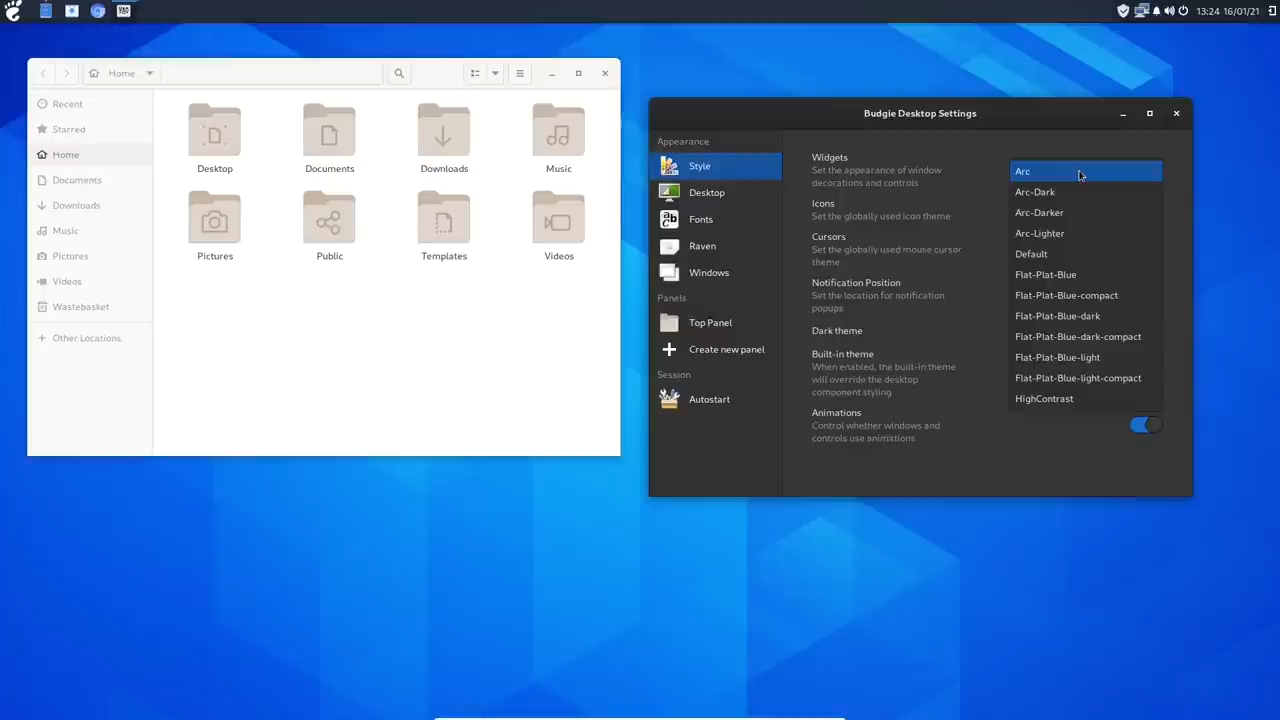 13:24 16/01/21
Home
Recent
Starred
Home
Documents
Downloads
Music
Pictures
Videos
Wastebasket
Other Locations
Desktop
Documents
Downloads
Music
Pictures
Public
Templates
Videos
Budgie Desktop Settings
Appearance
Style
Desktop
Fonts
Raven
Windows
Panels
Top Panel
Create new panel
Session
Autostart
Widgets
Set the appearance of window
decorations and controls
Icons
Set the globally used icon theme
Cursors
Set the globally used mouse cursor
theme
Notification Position
Set the location for notification
popups
Dark theme
Built-in theme
When enabled, the built-in theme
will override the desktop
component styling
Animations
Control whether windows and
controls use animations
Arc
Arc-Dark
Arc-Darker
Arc-Lighter
Default
Flat-Plat-Blue
Flat-Plat-Blue-compact
Flat-Plat-Blue-dark
Flat-Plat-Blue-dark-compact
Flat-Plat-Blue-light
Flat-Plat-Blue-light-compact
HighContrast